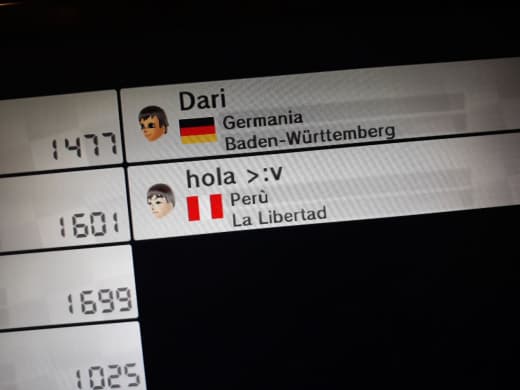 1477
Dari
Germania
Baden-Württemberg
1601
hola >:v
Perù
La Libertad
1699
1025